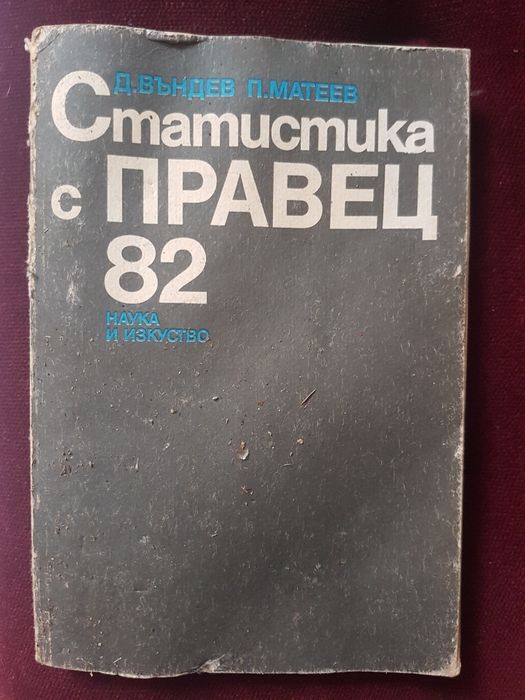 Д.ВЪНДЕВ П.МАТЕЕВ
Статистика
с ПРАВЕЦ
82
НАУКА
И ИЗКУСТВО